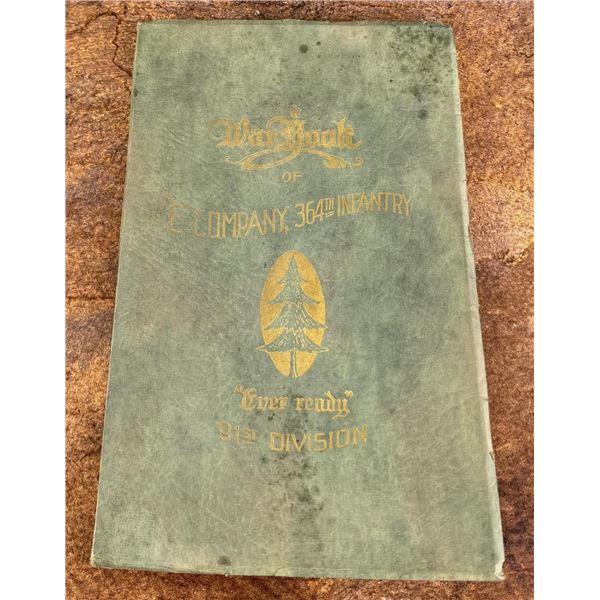 War Book
OF
E COMPANY, 364TH INFANTRY
"Ever ready"
91ST DIVISION